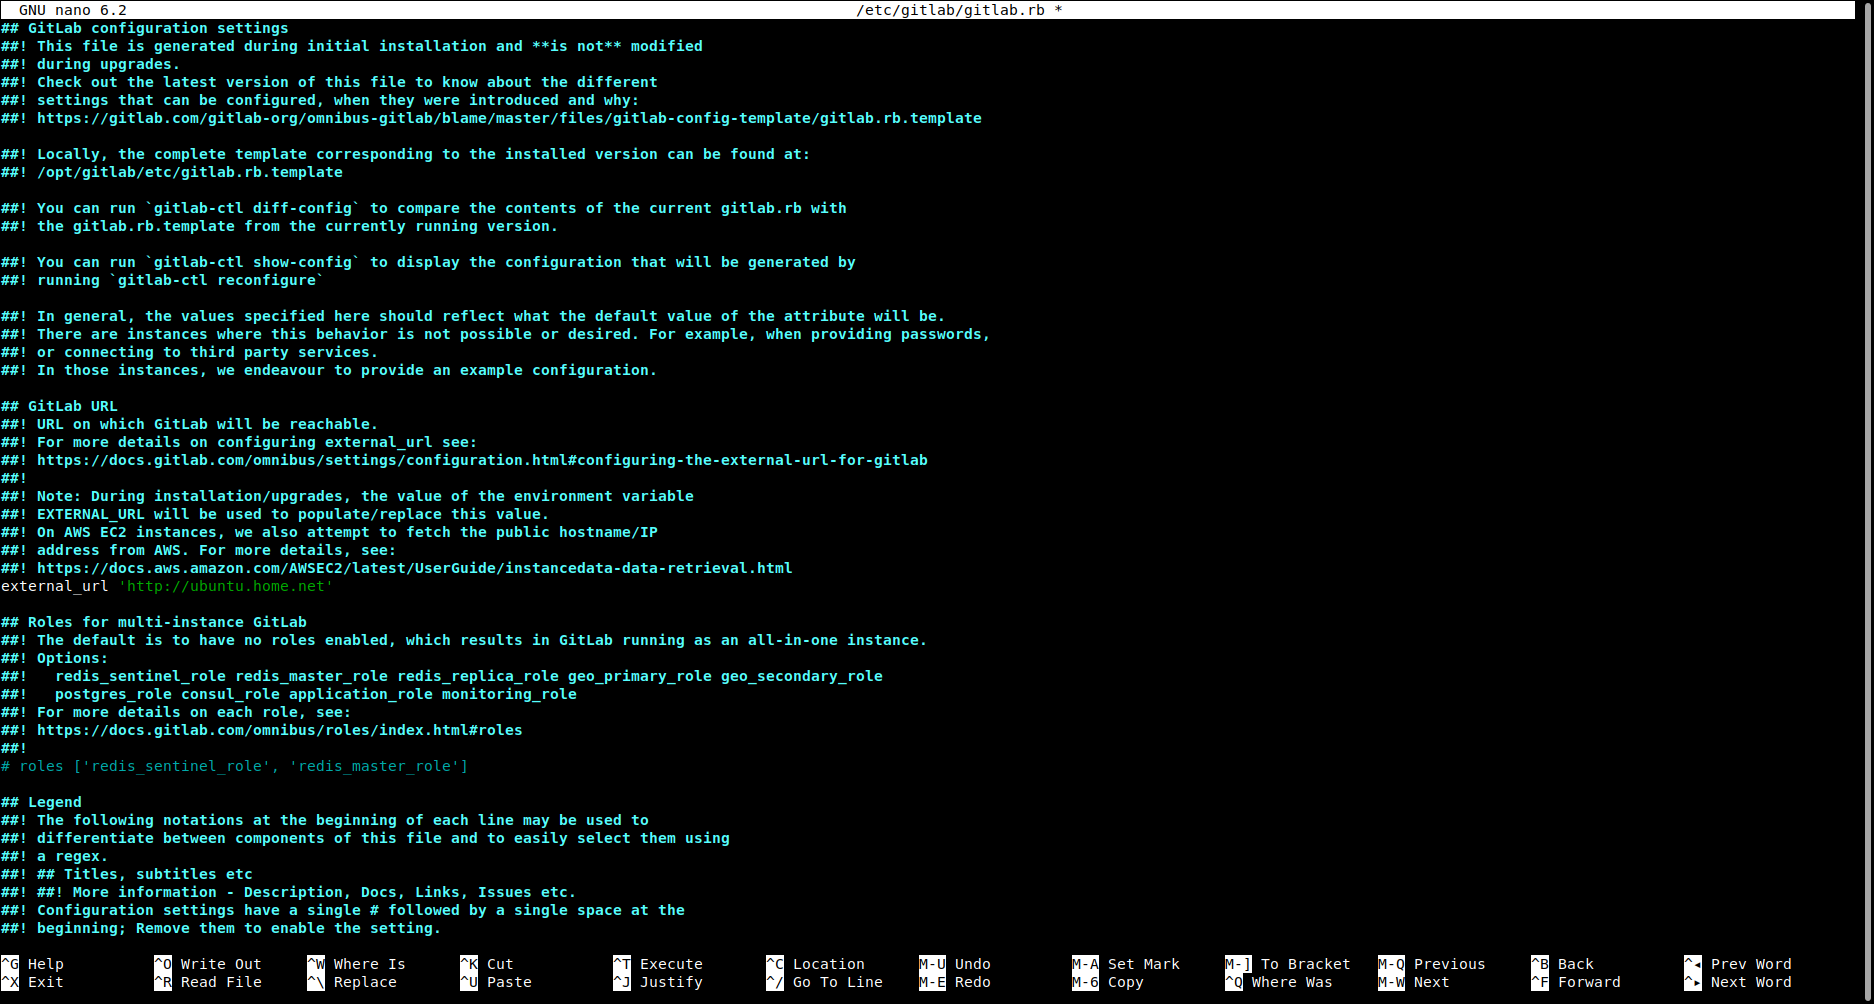 GNU nano 6.2 /etc/gitlab/gitlab.rb *
## GitLab configuration settings
##! This file is generated during initial installation and **is not** modified
##! during upgrades.
##! Check out the latest version of this file to know about the different
##! settings that can be configured, when they were introduced and why:
##! https://gitlab.com/gitlab-org/omnibus-gitlab/blame/master/files/gitlab-config-template/gitlab.rb.template
##! Locally, the complete template corresponding to the installed version can be found at:
##! /opt/gitlab/etc/gitlab.rb.template
##! You can run `gitlab-ctl diff-config` to compare the contents of the current gitlab.rb with
##! the gitlab.rb.template from the currently running version.
##! You can run `gitlab-ctl show-config` to display the configuration that will be generated by
##! running `gitlab-ctl reconfigure`
##! In general, the values specified here should reflect what the default value of the attribute will be.
##! There are instances where this behavior is not possible or desired. For example, when providing passwords,
##! or connecting to third party services.
##! In those instances, we endeavour to provide an example configuration.
## GitLab URL
##! URL on which GitLab will be reachable.
##! For more details on configuring external_url see:
##! https://docs.gitlab.com/omnibus/settings/configuration.html#configuring-the-external-url-for-gitlab
##!
##! Note: During installation/upgrades, the value of the environment variable
##! EXTERNAL_URL will be used to populate/replace this value.
##! On AWS EC2 instances, we also attempt to fetch the public hostname/IP
##! address from AWS. For more details, see:
##! https://docs.aws.amazon.com/AWSEC2/latest/UserGuide/instancedata-data-retrieval.html
external_url 'http://ubuntu.home.net'
## Roles for multi-instance GitLab
##! The default is to have no roles enabled, which results in GitLab running as an all-in-one instance.
##! Options:
##!   redis_sentinel_role redis_master_role redis_replica_role geo_primary_role geo_secondary_role
##!   postgres_role consul_role application_role monitoring_role
##! For more details on each role, see:
##! https://docs.gitlab.com/omnibus/roles/index.html#roles
##!
# roles ['redis_sentinel_role', 'redis_master_role']
## Legend
##! The following notations at the beginning of each line may be used to
##! differentiate between components of this file and to easily select them using
##! a regex.
##! ## Titles, subtitles etc
##! ##! More information - Description, Docs, Links, Issues etc.
##! Configuration settings have a single # followed by a single space at the
##! beginning; Remove them to enable the setting.
^G Help ^O Write Out ^W Where Is ^K Cut ^T Execute ^C Location M-U Undo M-A Set Mark M-] To Bracket M-Q Previous ^B Back ^◂ Prev Word
^X Exit ^R Read File ^\ Replace ^U Paste ^J Justify ^/ Go To Line M-E Redo M-6 Copy ^Q Where Was M-W Next ^F Forward ^▸ Next Word